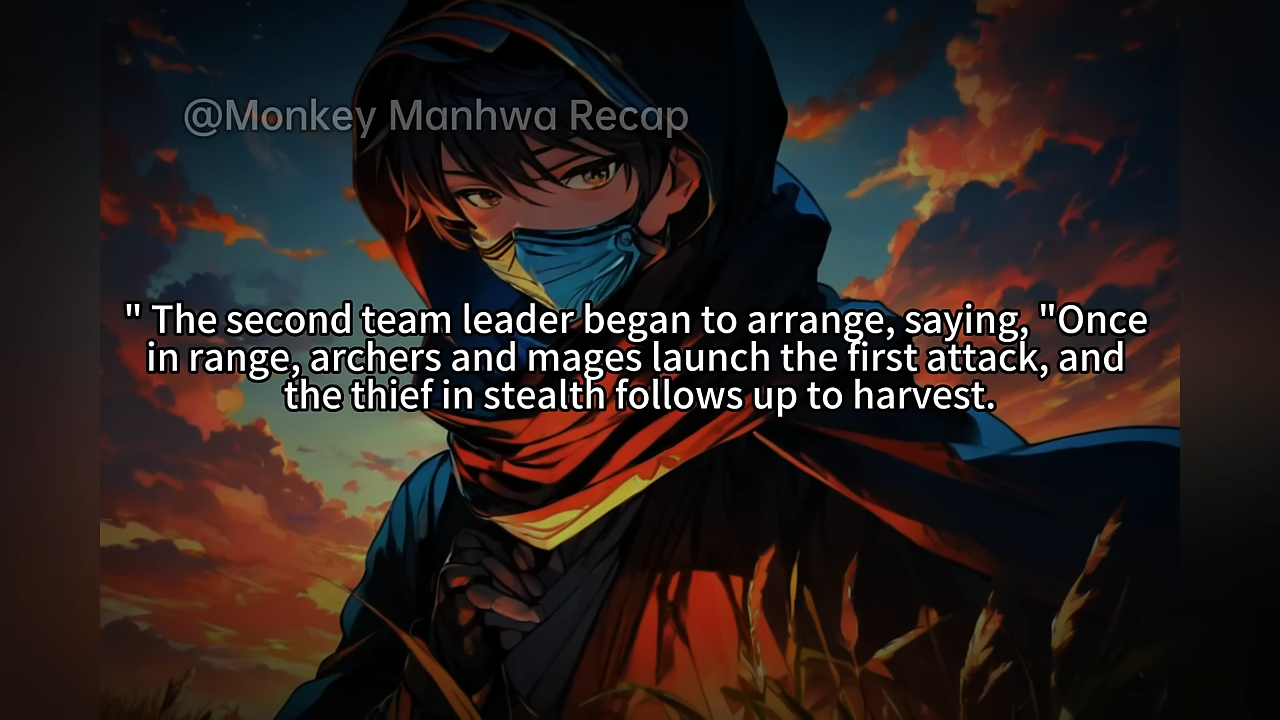 @Monkey Manhwa Recap
" The second team leader began to arrange, saying, "Once
in range, archers and mages launch the first attack, and
the thief in stealth follows up to harvest.